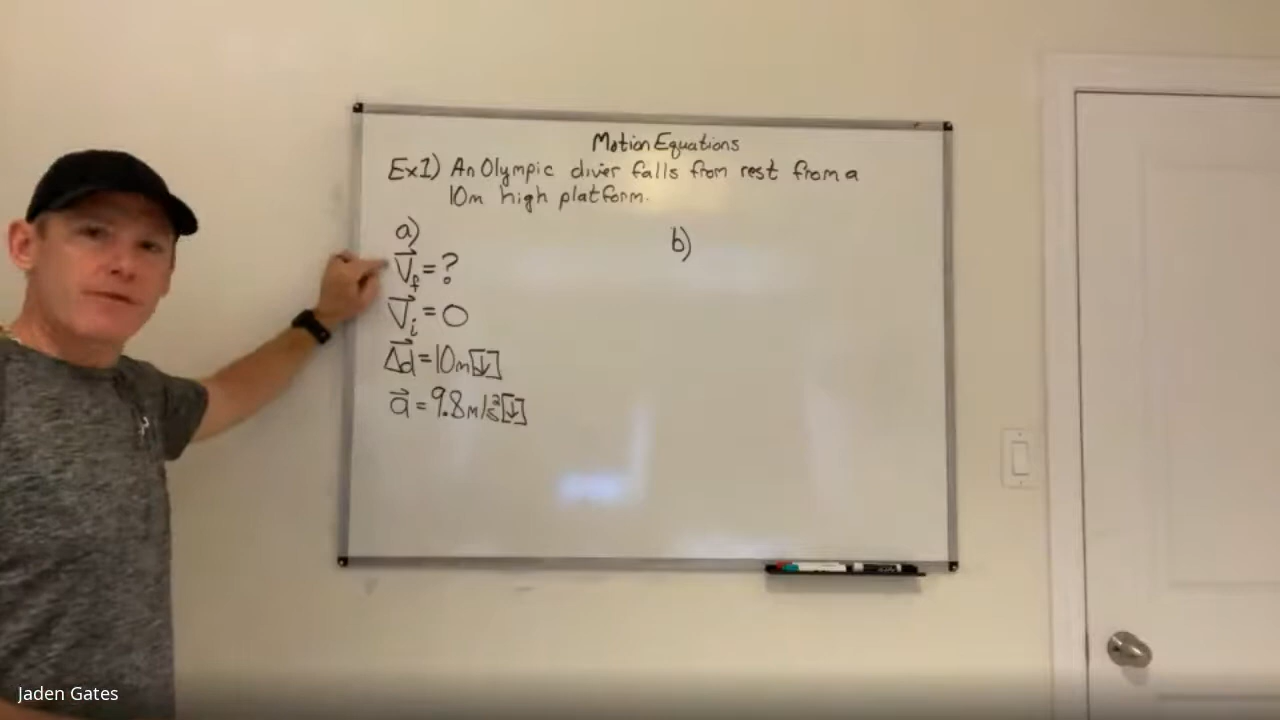 Motion Equations
Ex1) An Olympic diver falls from rest from a
10m high platform.
a)
b)
V⃗f = ?
V⃗i = 0
Δd⃗ = 10m[↓]
a⃗ = 9.8m/s²[↓]
Jaden Gates